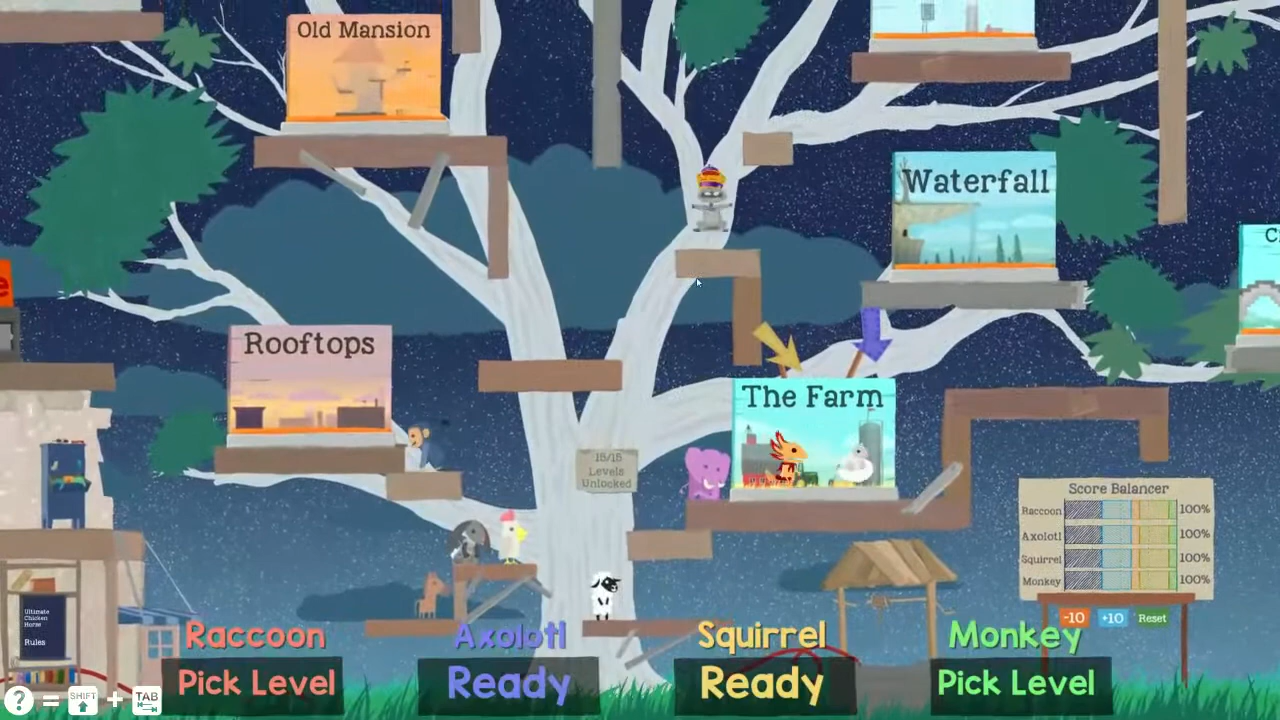 Old Mansion
Waterfall
C
e
Rooftops
The Farm
15/15
Levels
Unlocked
Score Balancer
Raccoon 100%
Axolotl 100%
Squirrel 100%
Monkey 100%
-10 +10 Reset
Ultimate
Chicken
Horse
Rules
Raccoon Axolotl Squirrel Monkey
Pick Level Ready Ready Pick Level
? = SHIFT + TAB